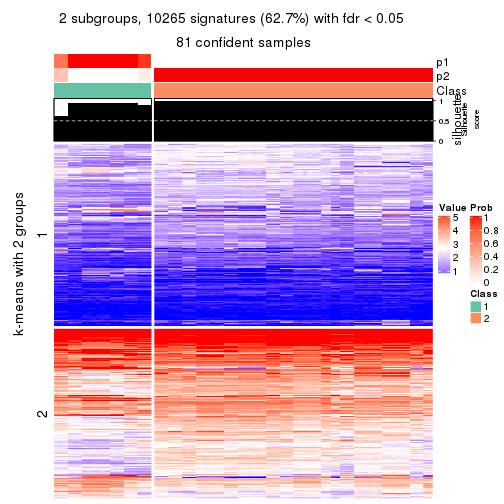 2 subgroups, 10265 signatures (62.7%) with fdr < 0.05
81 confident samples
p1
p2
Class
1
0.5
0
silhouette
Silhouette
score
k-means with 2 groups
1
2
Value
5
4
3
2
1
Prob
1
0.8
0.6
0.4
0.2
0
Class
1
2